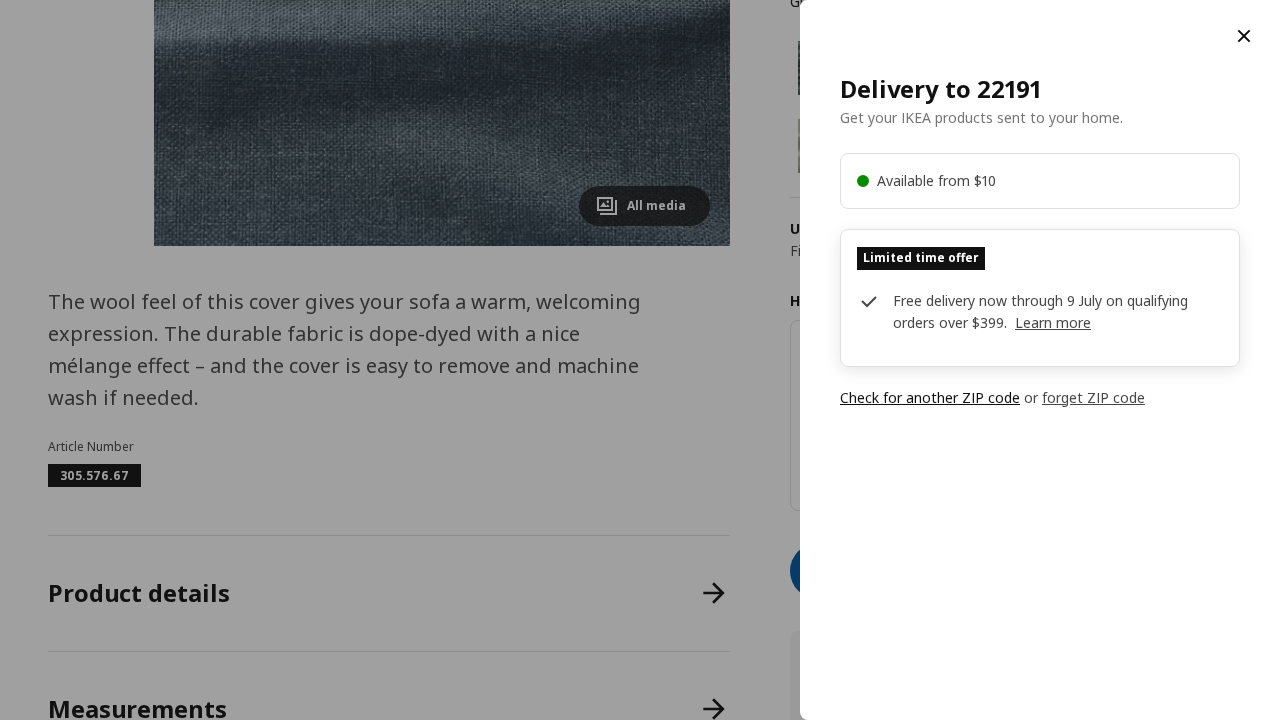 All media
The wool feel of this cover gives your sofa a warm, welcoming
expression. The durable fabric is dope-dyed with a nice
mélange effect – and the cover is easy to remove and machine
wash if needed.
Article Number
305.576.67
Product details
Measurements
Delivery to 22191
Get your IKEA products sent to your home.
Available from $10
Limited time offer
Free delivery now through 9 July on qualifying
orders over $399. Learn more
Check for another ZIP code or forget ZIP code